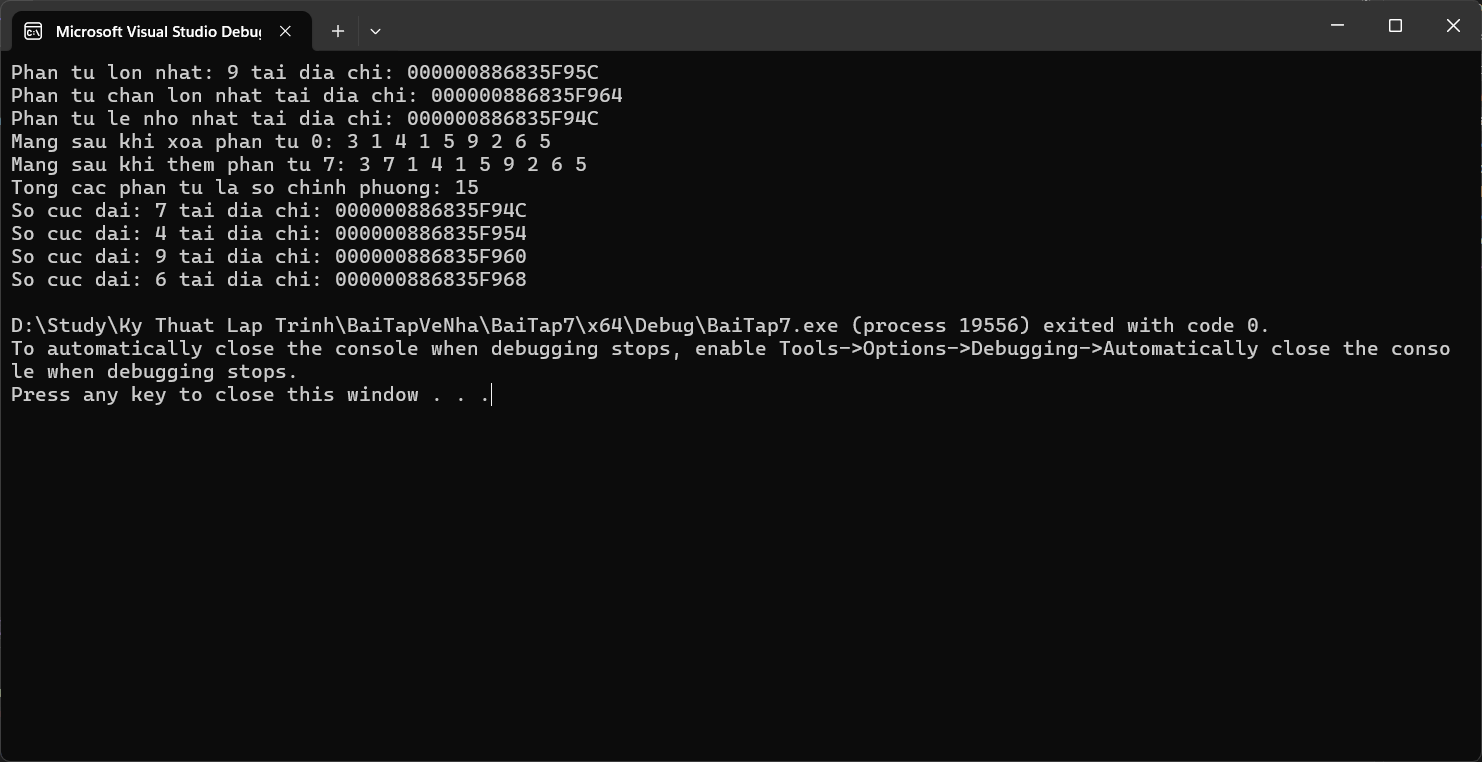 Microsoft Visual Studio Debu
Phan tu lon nhat: 9 tai dia chi: 000000886835F95C
Phan tu chan lon nhat tai dia chi: 000000886835F964
Phan tu le nho nhat tai dia chi: 000000886835F94C
Mang sau khi xoa phan tu 0: 3 1 4 1 5 9 2 6 5
Mang sau khi them phan tu 7: 3 7 1 4 1 5 9 2 6 5
Tong cac phan tu la so chinh phuong: 15
So cuc dai: 7 tai dia chi: 000000886835F94C
So cuc dai: 4 tai dia chi: 000000886835F954
So cuc dai: 9 tai dia chi: 000000886835F960
So cuc dai: 6 tai dia chi: 000000886835F968
D:\Study\Ky Thuat Lap Trinh\BaiTapVeNha\BaiTap7\x64\Debug\BaiTap7.exe (process 19556) exited with code 0.
To automatically close the console when debugging stops, enable Tools->Options->Debugging->Automatically close the conso
le when debugging stops.
Press any key to close this window . . .